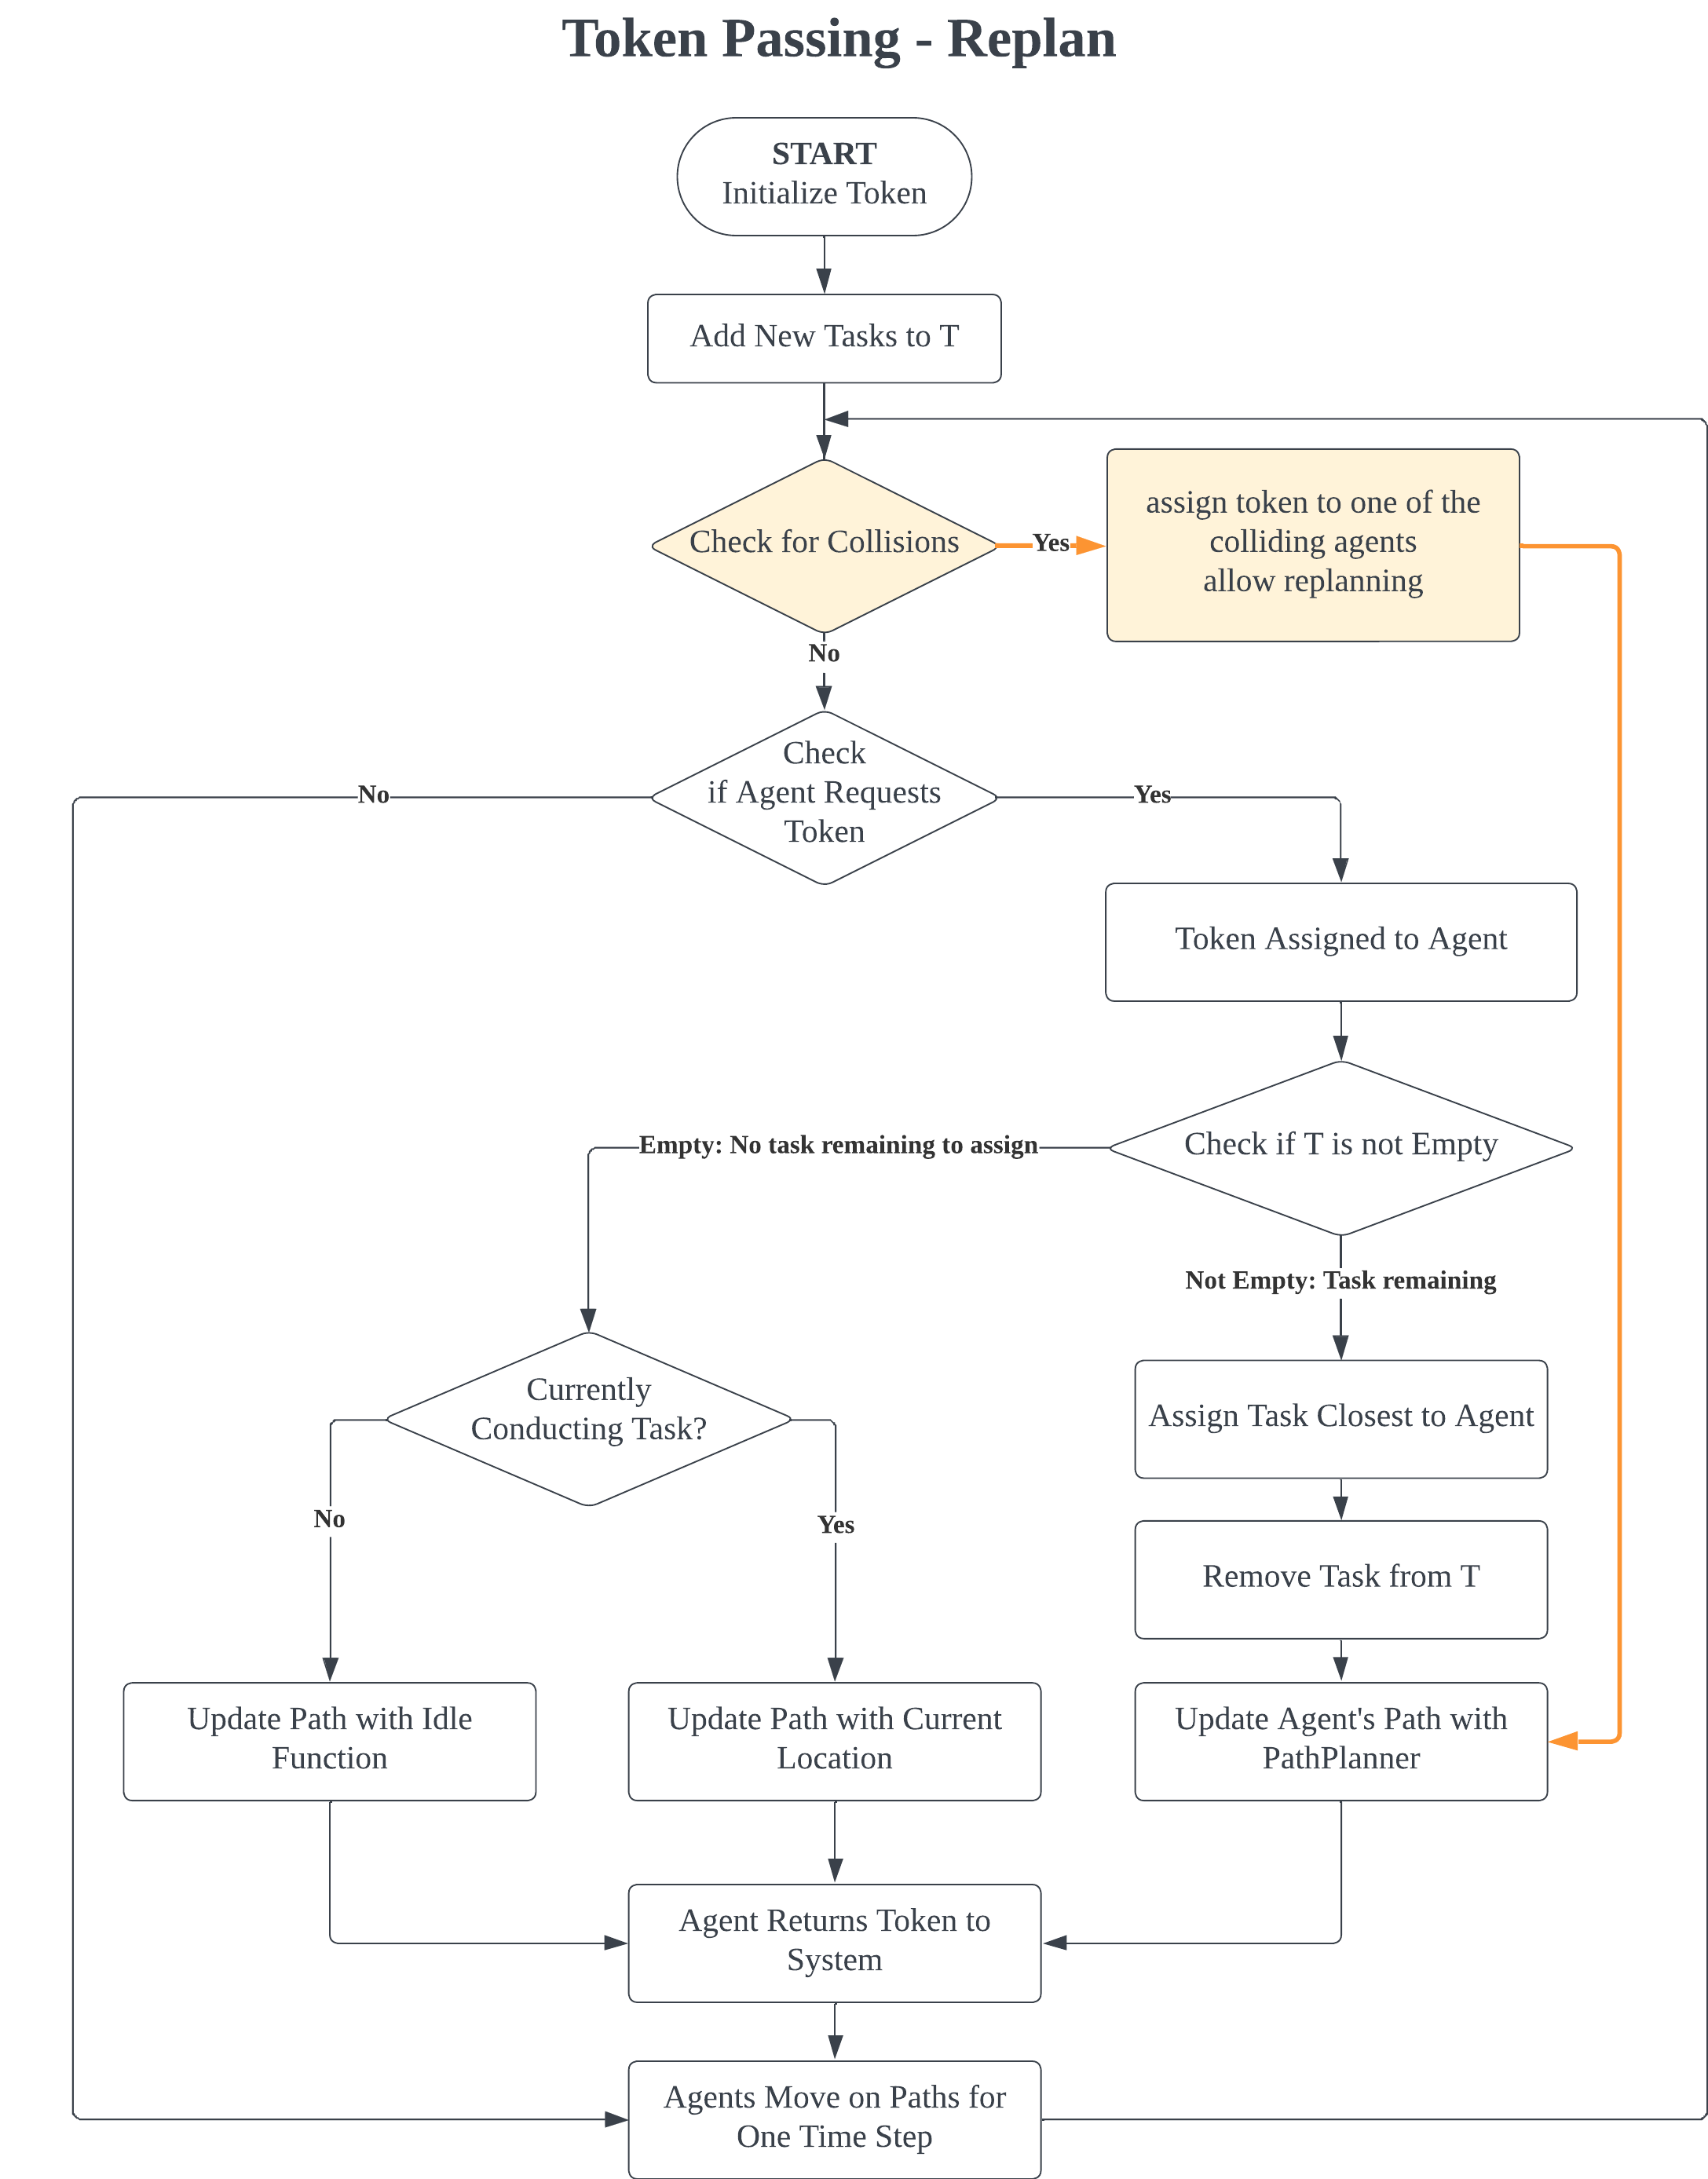 Token Passing - Replan
START
Initialize Token
Add New Tasks to T
Check for Collisions
Yes
assign token to one of the
colliding agents
allow replanning
No
Check
if Agent Requests
Token
No
Yes
Token Assigned to Agent
Check if T is not Empty
Empty: No task remaining to assign
Not Empty: Task remaining
Currently
Conducting Task?
Assign Task Closest to Agent
No
Yes
Remove Task from T
Update Path with Idle
Function
Update Path with Current
Location
Update Agent's Path with
PathPlanner
Agent Returns Token to
System
Agents Move on Paths for
One Time Step